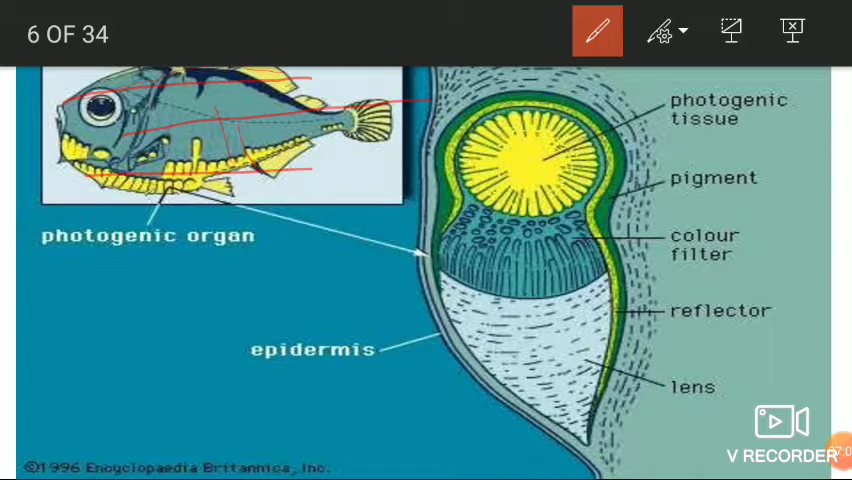 6 OF 34
photogenic
tissue
pigment
photogenic organ
colour
filter
reflector
epidermis
lens
V RECORDER
©1996 Encyclopaedia Britannica, Inc.